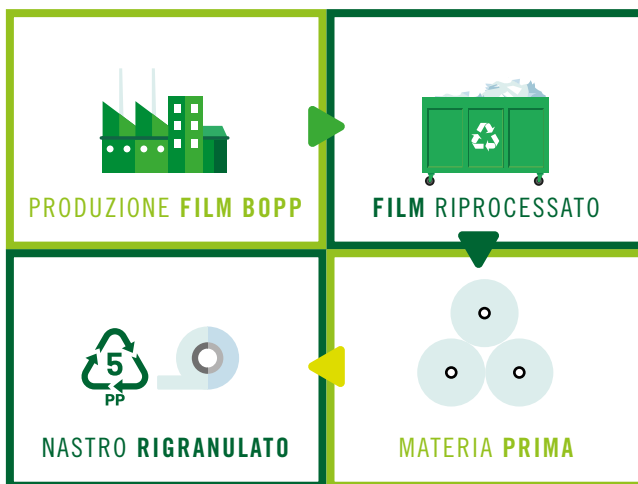 PRODUZIONE FILM BOPP
FILM RIPROCESSATO
5
PP
NASTRO RIGRANULATO
MATERIA PRIMA